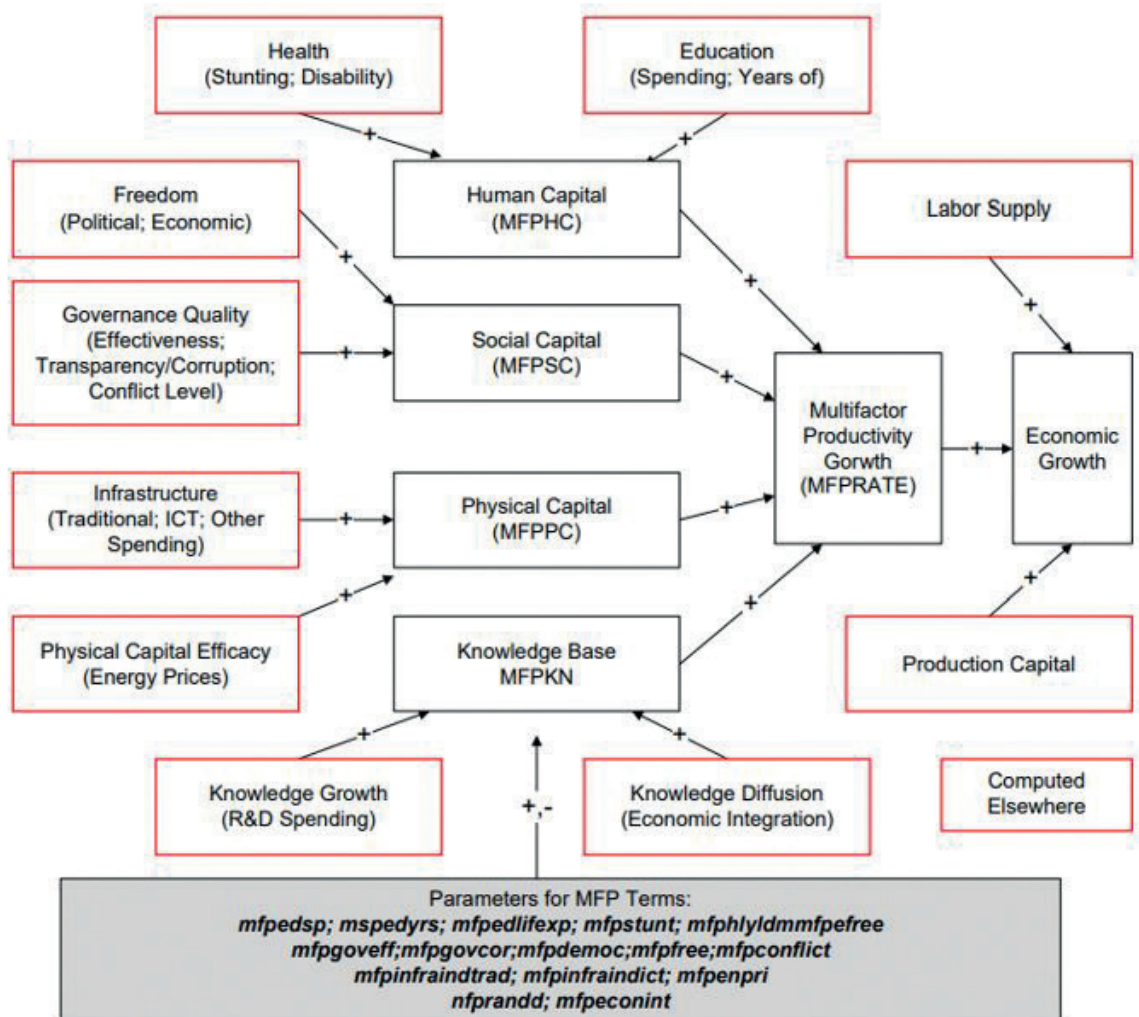 Health
(Stunting; Disability)
Education
(Spending; Years of)
+
+
Freedom
(Political; Economic)
Human Capital
(MFPHC)
Labor Supply
+
+
+
Governance Quality
(Effectiveness;
Transparency/Corruption;
Conflict Level)
+
Social Capital
(MFPSC)
+
Multifactor
Productivity
Gorwth
(MFPRATE)
+
Economic
Growth
Infrastructure
(Traditional; ICT; Other
Spending)
+
Physical Capital
(MFPPC)
+
+
+
+
Physical Capital Efficacy
(Energy Prices)
Knowledge Base
MFPKN
Production Capital
+
+
Knowledge Growth
(R&D Spending)
+,-
Knowledge Diffusion
(Economic Integration)
Computed
Elsewhere
Parameters for MFP Terms:
mfpedsp; mspedyrs; mfpedlifexp; mfpstunt; mfphlyldmmfpefree
mfpgoveff;mfpgovcor;mfpdemoc;mfpfree;mfpconflict
mfpinfraindtrad; mfpinfraindict; mfpenpri
nfprandd; mfpeconint